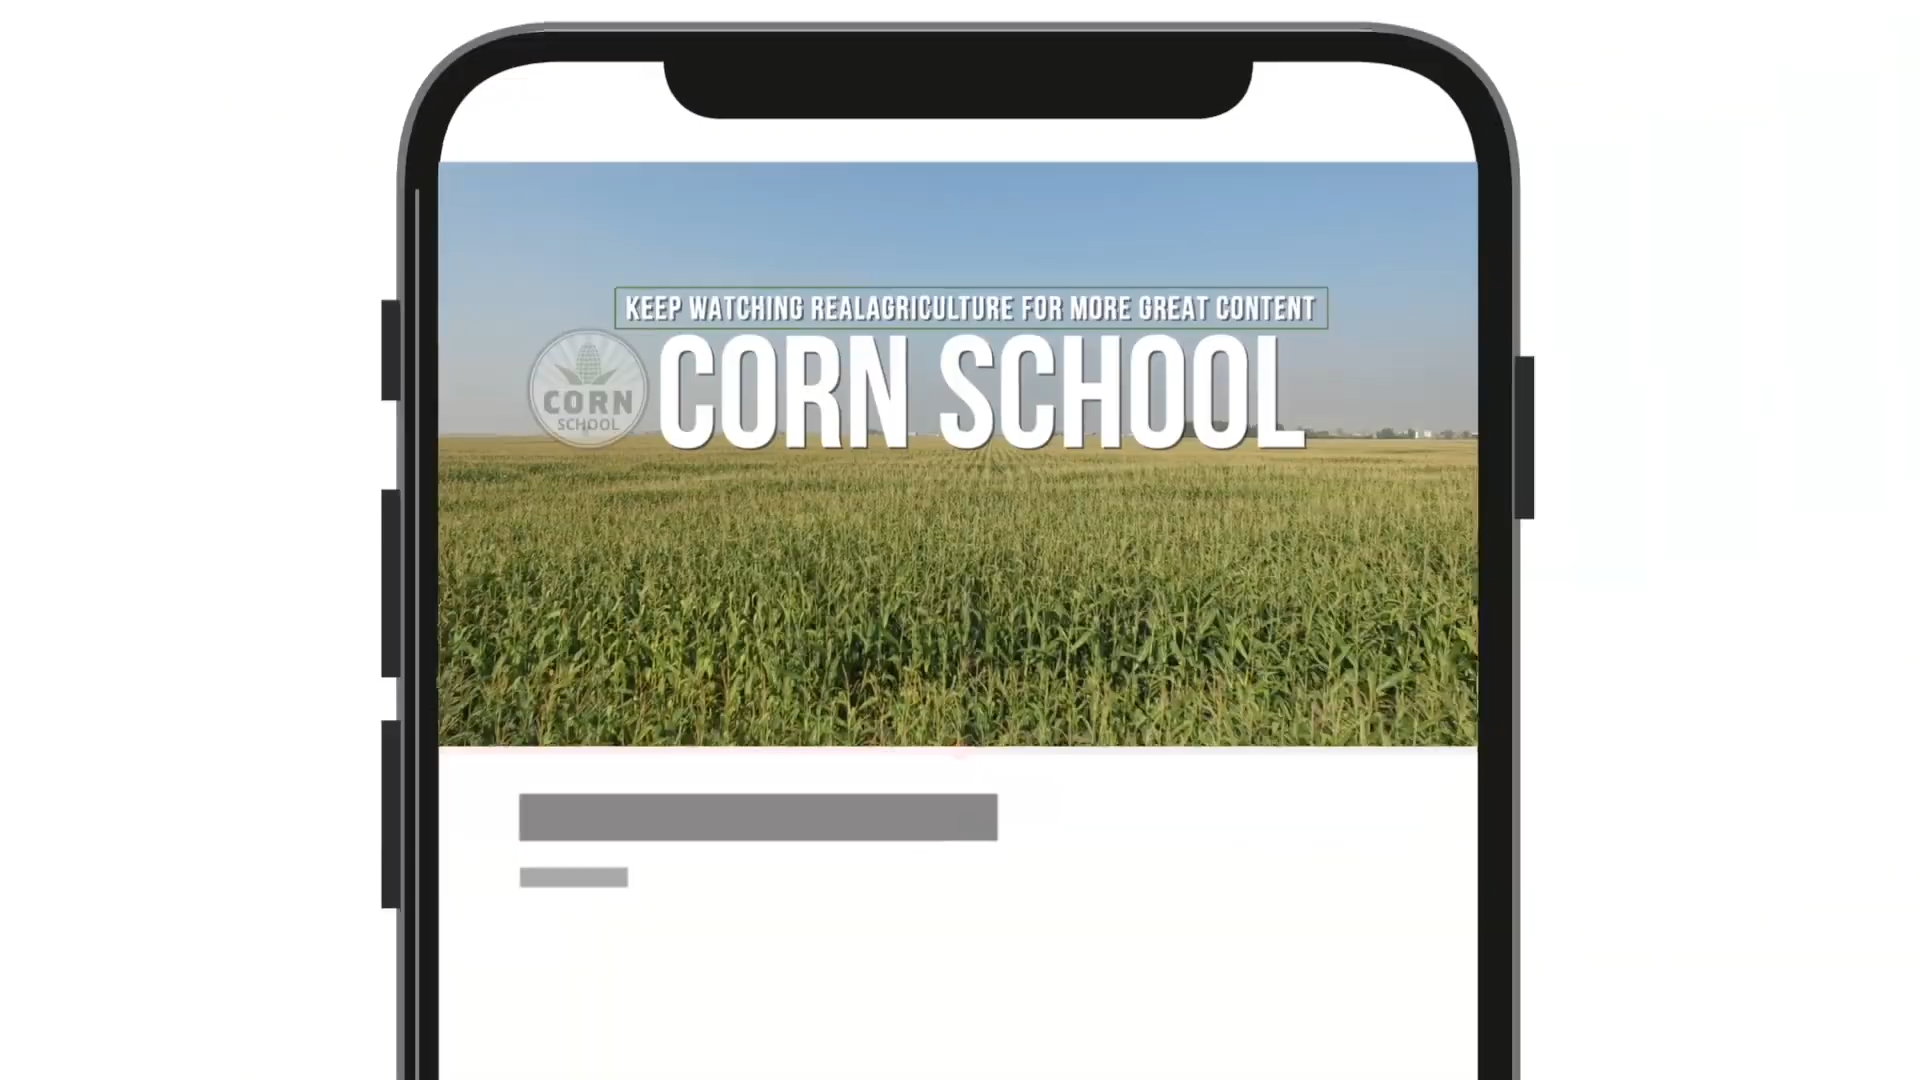 KEEP WATCHING REALAGRICULTURE FOR MORE GREAT CONTENT
CORN SCHOOL
CORN
SCHOOL